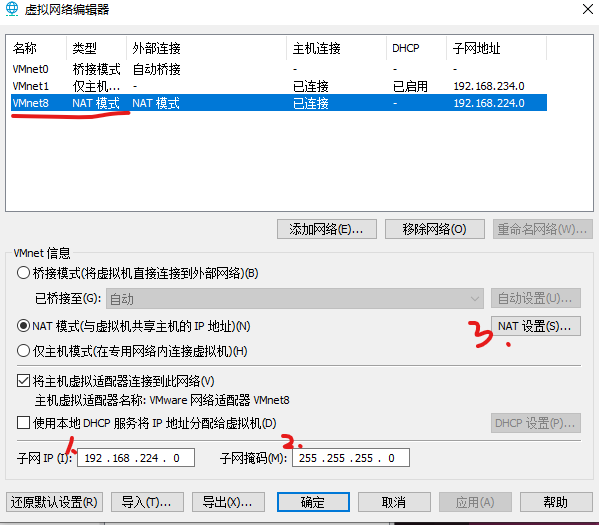 虚拟网络编辑器
名称 类型 外部连接 主机连接 DHCP 子网地址
VMnet0 桥接模式 自动桥接 - - -
VMnet1 仅主机... - 已连接 已启用 192.168.234.0
VMnet8 NAT 模式 NAT 模式 已连接 - 192.168.224.0
添加网络(E)... 移除网络(O) 重命名网络(W)...
VMnet 信息
桥接模式(将虚拟机直接连接到外部网络)(B)
已桥接至(G): 自动 自动设置(U)...
NAT 模式(与虚拟机共享主机的 IP 地址)(N) 3. NAT 设置(S)...
仅主机模式(在专用网络内连接虚拟机)(H)
将主机虚拟适配器连接到此网络(V)
主机虚拟适配器名称: VMware 网络适配器 VMnet8
使用本地 DHCP 服务将 IP 地址分配给虚拟机(D) DHCP 设置(P)...
1. 2.
子网 IP (I): 192 . 168 . 224 . 0 子网掩码(M): 255 . 255 . 255 . 0
还原默认设置(R) 导入(T)... 导出(X)... 确定 取消 应用(A) 帮助